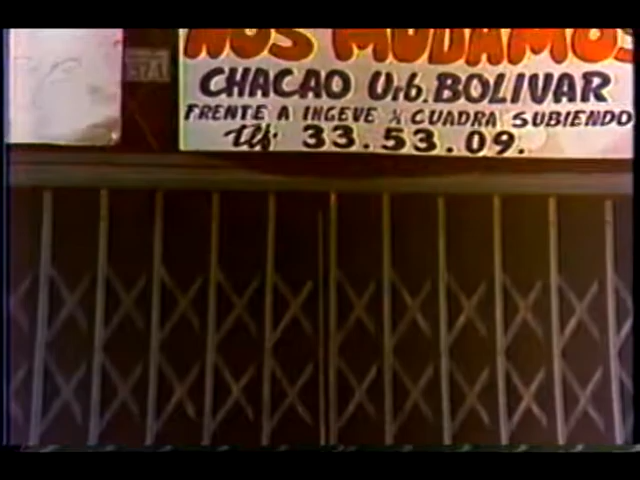 NOS MUDAMOS
CHACAO Urb. BOLIVAR
FRENTE A INGEVE ½ CUADRA SUBIENDO
Tlf. 33.53.09.